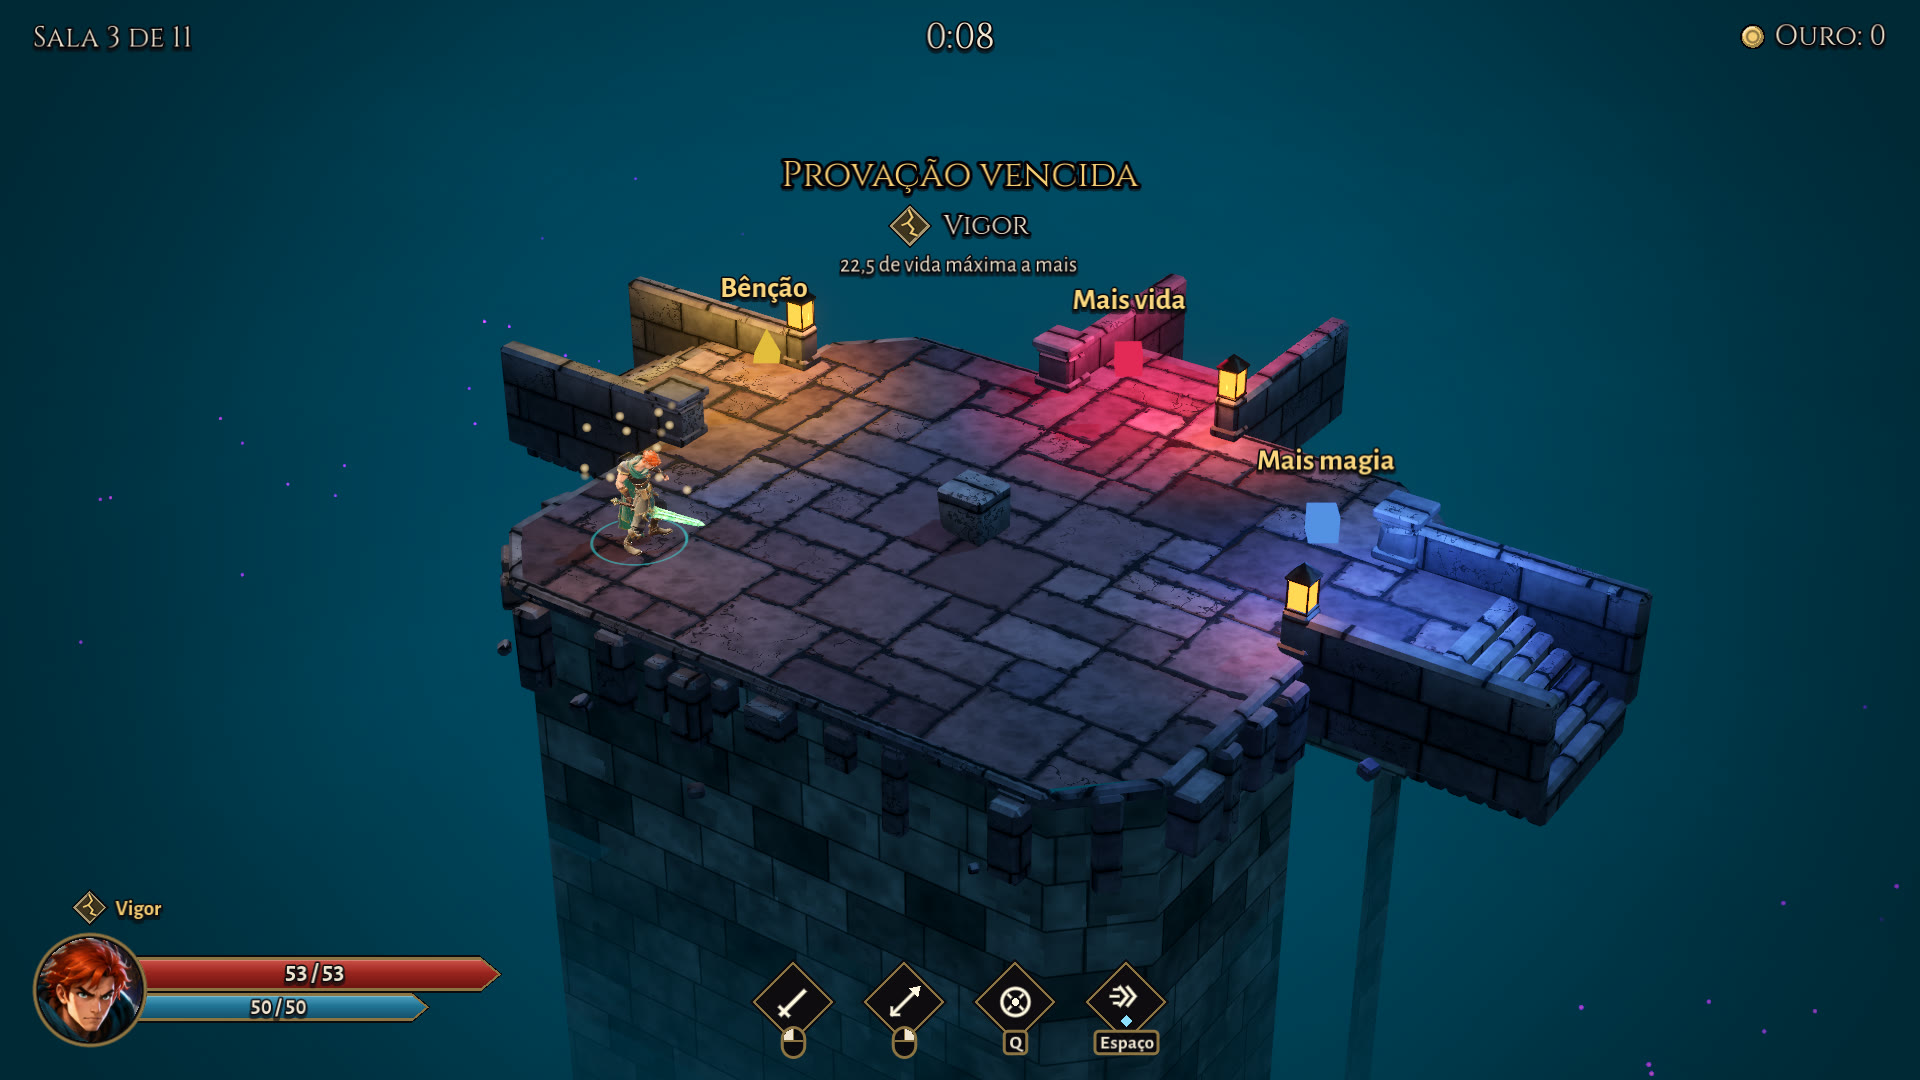 Sala 3 de 11
0:08
Ouro: 0
Provação vencida
Vigor
22,5 de vida máxima a mais
Bênção
Mais vida
Mais magia
Vigor
53/53
50/50
Q
Espaço